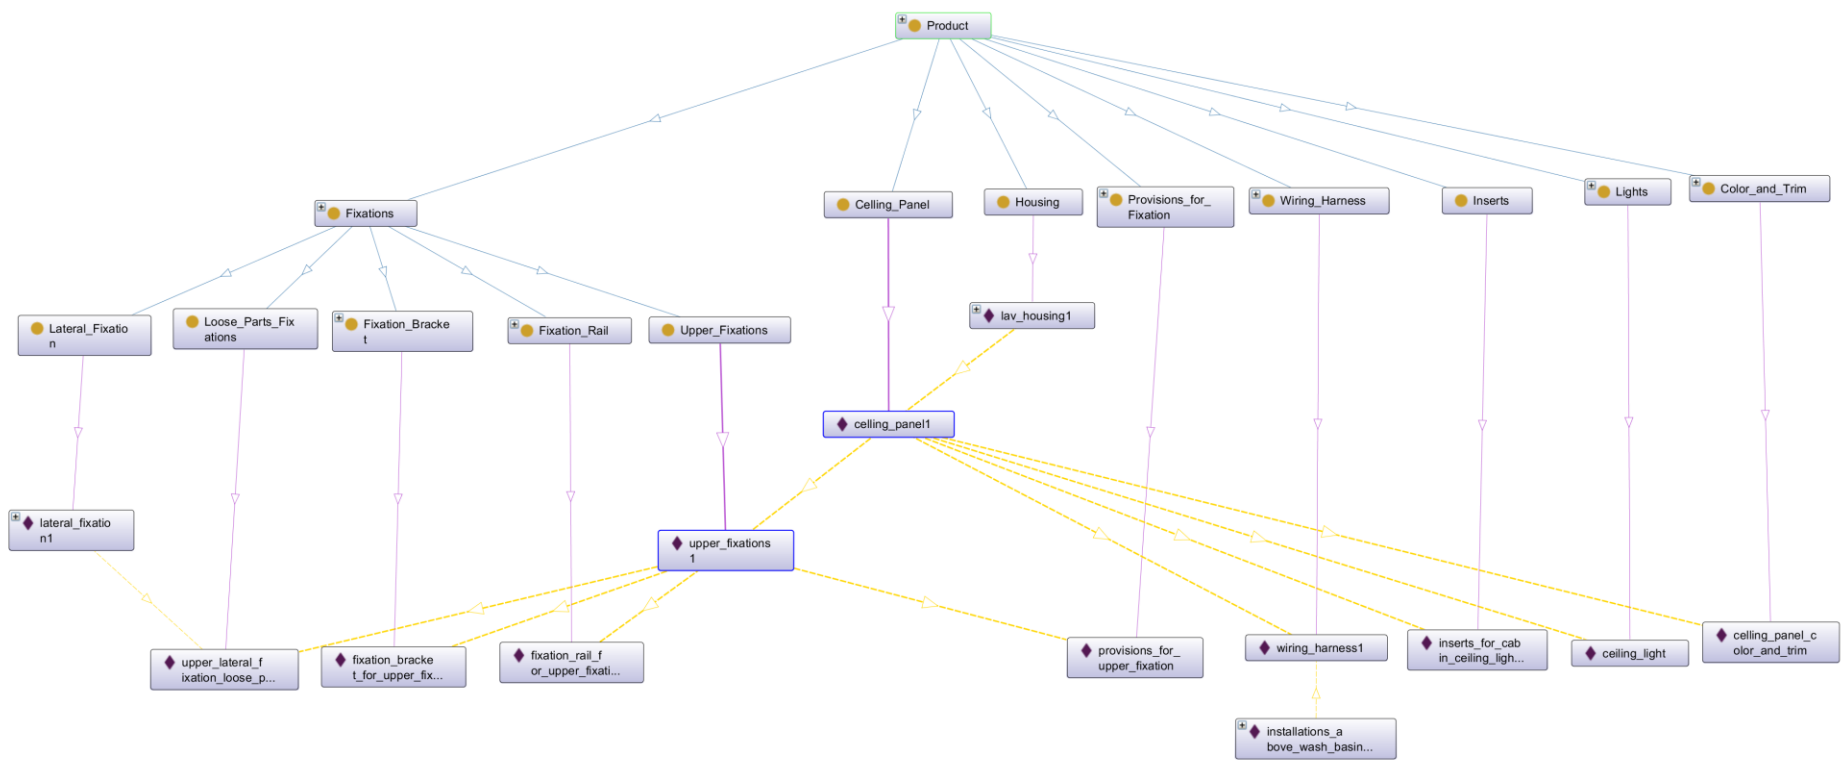 Product
Fixations
Celling_Panel
Housing
Provisions_for_
Fixation
Wiring_Harness
Inserts
Lights
Color_and_Trim
Lateral_Fixatio
n
Loose_Parts_Fix
ations
Fixation_Bracke
t
Fixation_Rail
Upper_Fixations
lav_housing1
celling_panel1
lateral_fixatio
n1
upper_fixations
1
upper_lateral_f
ixation_loose_p...
fixation_bracke
t_for_upper_fix...
fixation_rail_f
or_upper_fixati...
provisions_for_
upper_fixation
wiring_harness1
inserts_for_cab
in_ceiling_ligh...
ceiling_light
celling_panel_c
olor_and_trim
installations_a
bove_wash_basin...